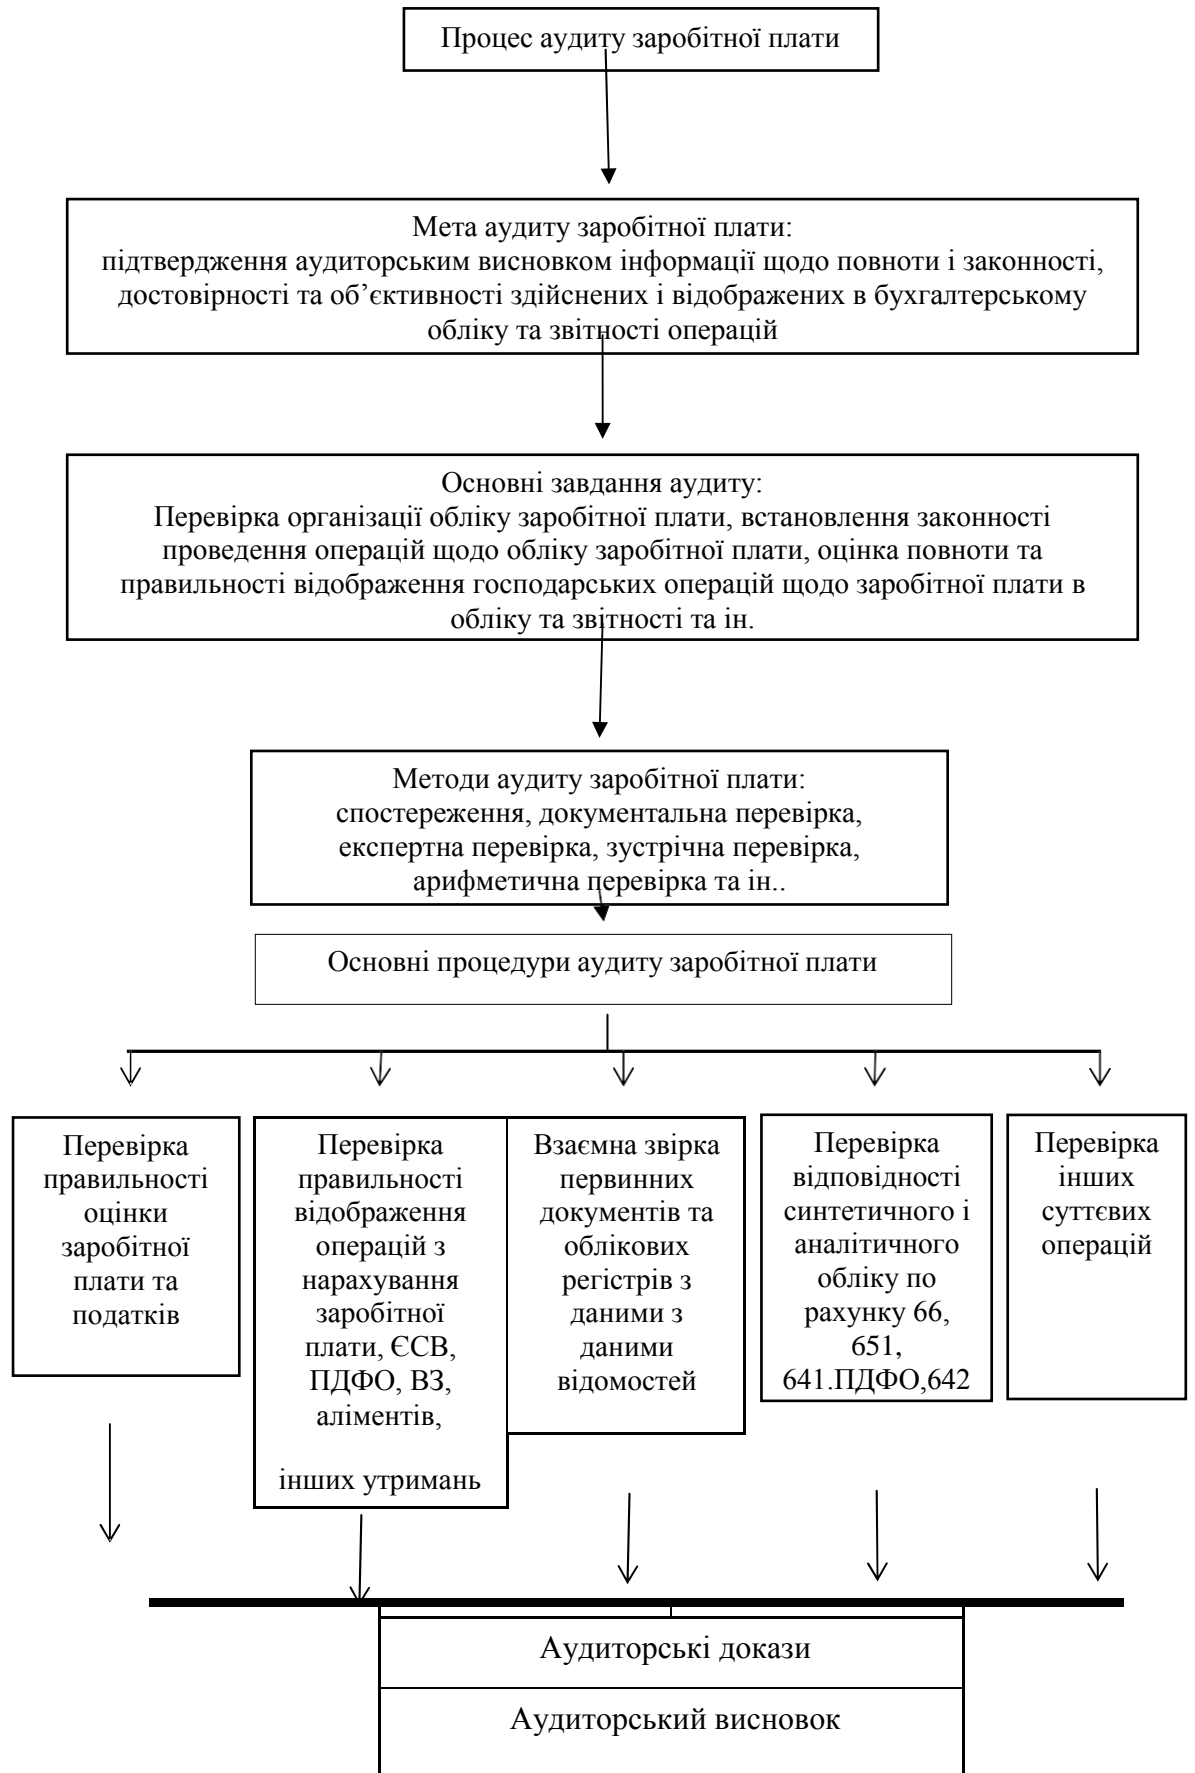 Процес аудиту заробітної плати
Мета аудиту заробітної плати:
підтвердження аудиторським висновком інформації щодо повноти і законності,
достовірності та об’єктивності здійснених і відображених в бухгалтерському
обліку та звітності операцій
Основні завдання аудиту:
Перевірка організації обліку заробітної плати, встановлення законності
проведення операцій щодо обліку заробітної плати, оцінка повноти та
правильності відображення господарських операцій щодо заробітної плати в
обліку та звітності та ін.
Методи аудиту заробітної плати:
спостереження, документальна перевірка,
експертна перевірка, зустрічна перевірка,
арифметична перевірка та ін..
Основні процедури аудиту заробітної плати
Перевірка
правильності
оцінки
заробітної
плати та
податків
Перевірка
правильності
відображення
операцій з
нарахування
заробітної
плати, ЄСВ,
ПДФО, ВЗ,
аліментів,
інших утримань
Взаємна звірка
первинних
документів та
облікових
регістрів з
даними з
даними
відомостей
Перевірка
відповідності
синтетичного і
аналітичного
обліку по
рахунку 66,
651,
641.ПДФО,642
Перевірка
інших
суттєвих
операцій
Аудиторські докази
Аудиторський висновок